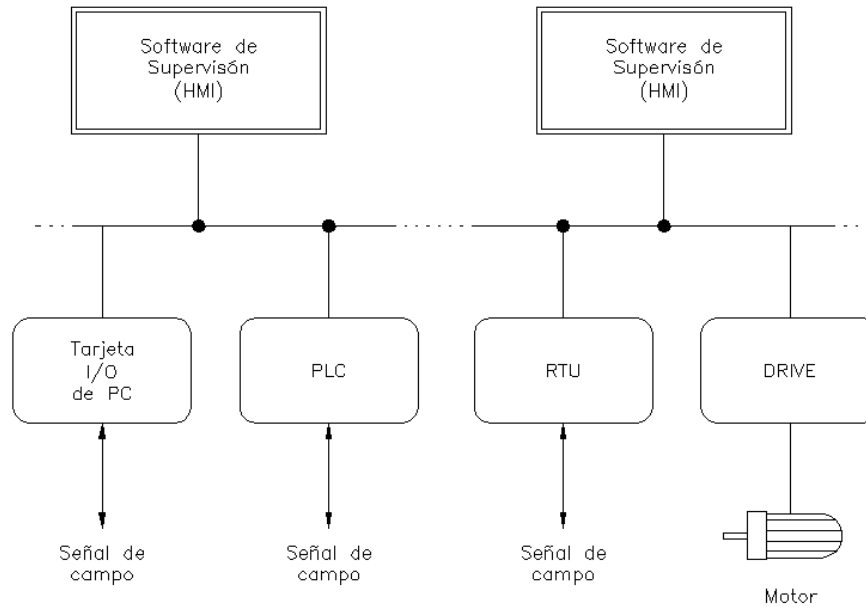 Software de
Supervisón
(HMI)
Software de
Supervisón
(HMI)
Tarjeta
I/O
de PC
PLC
RTU
DRIVE
Señal de
campo
Señal de
campo
Señal de
campo
Motor